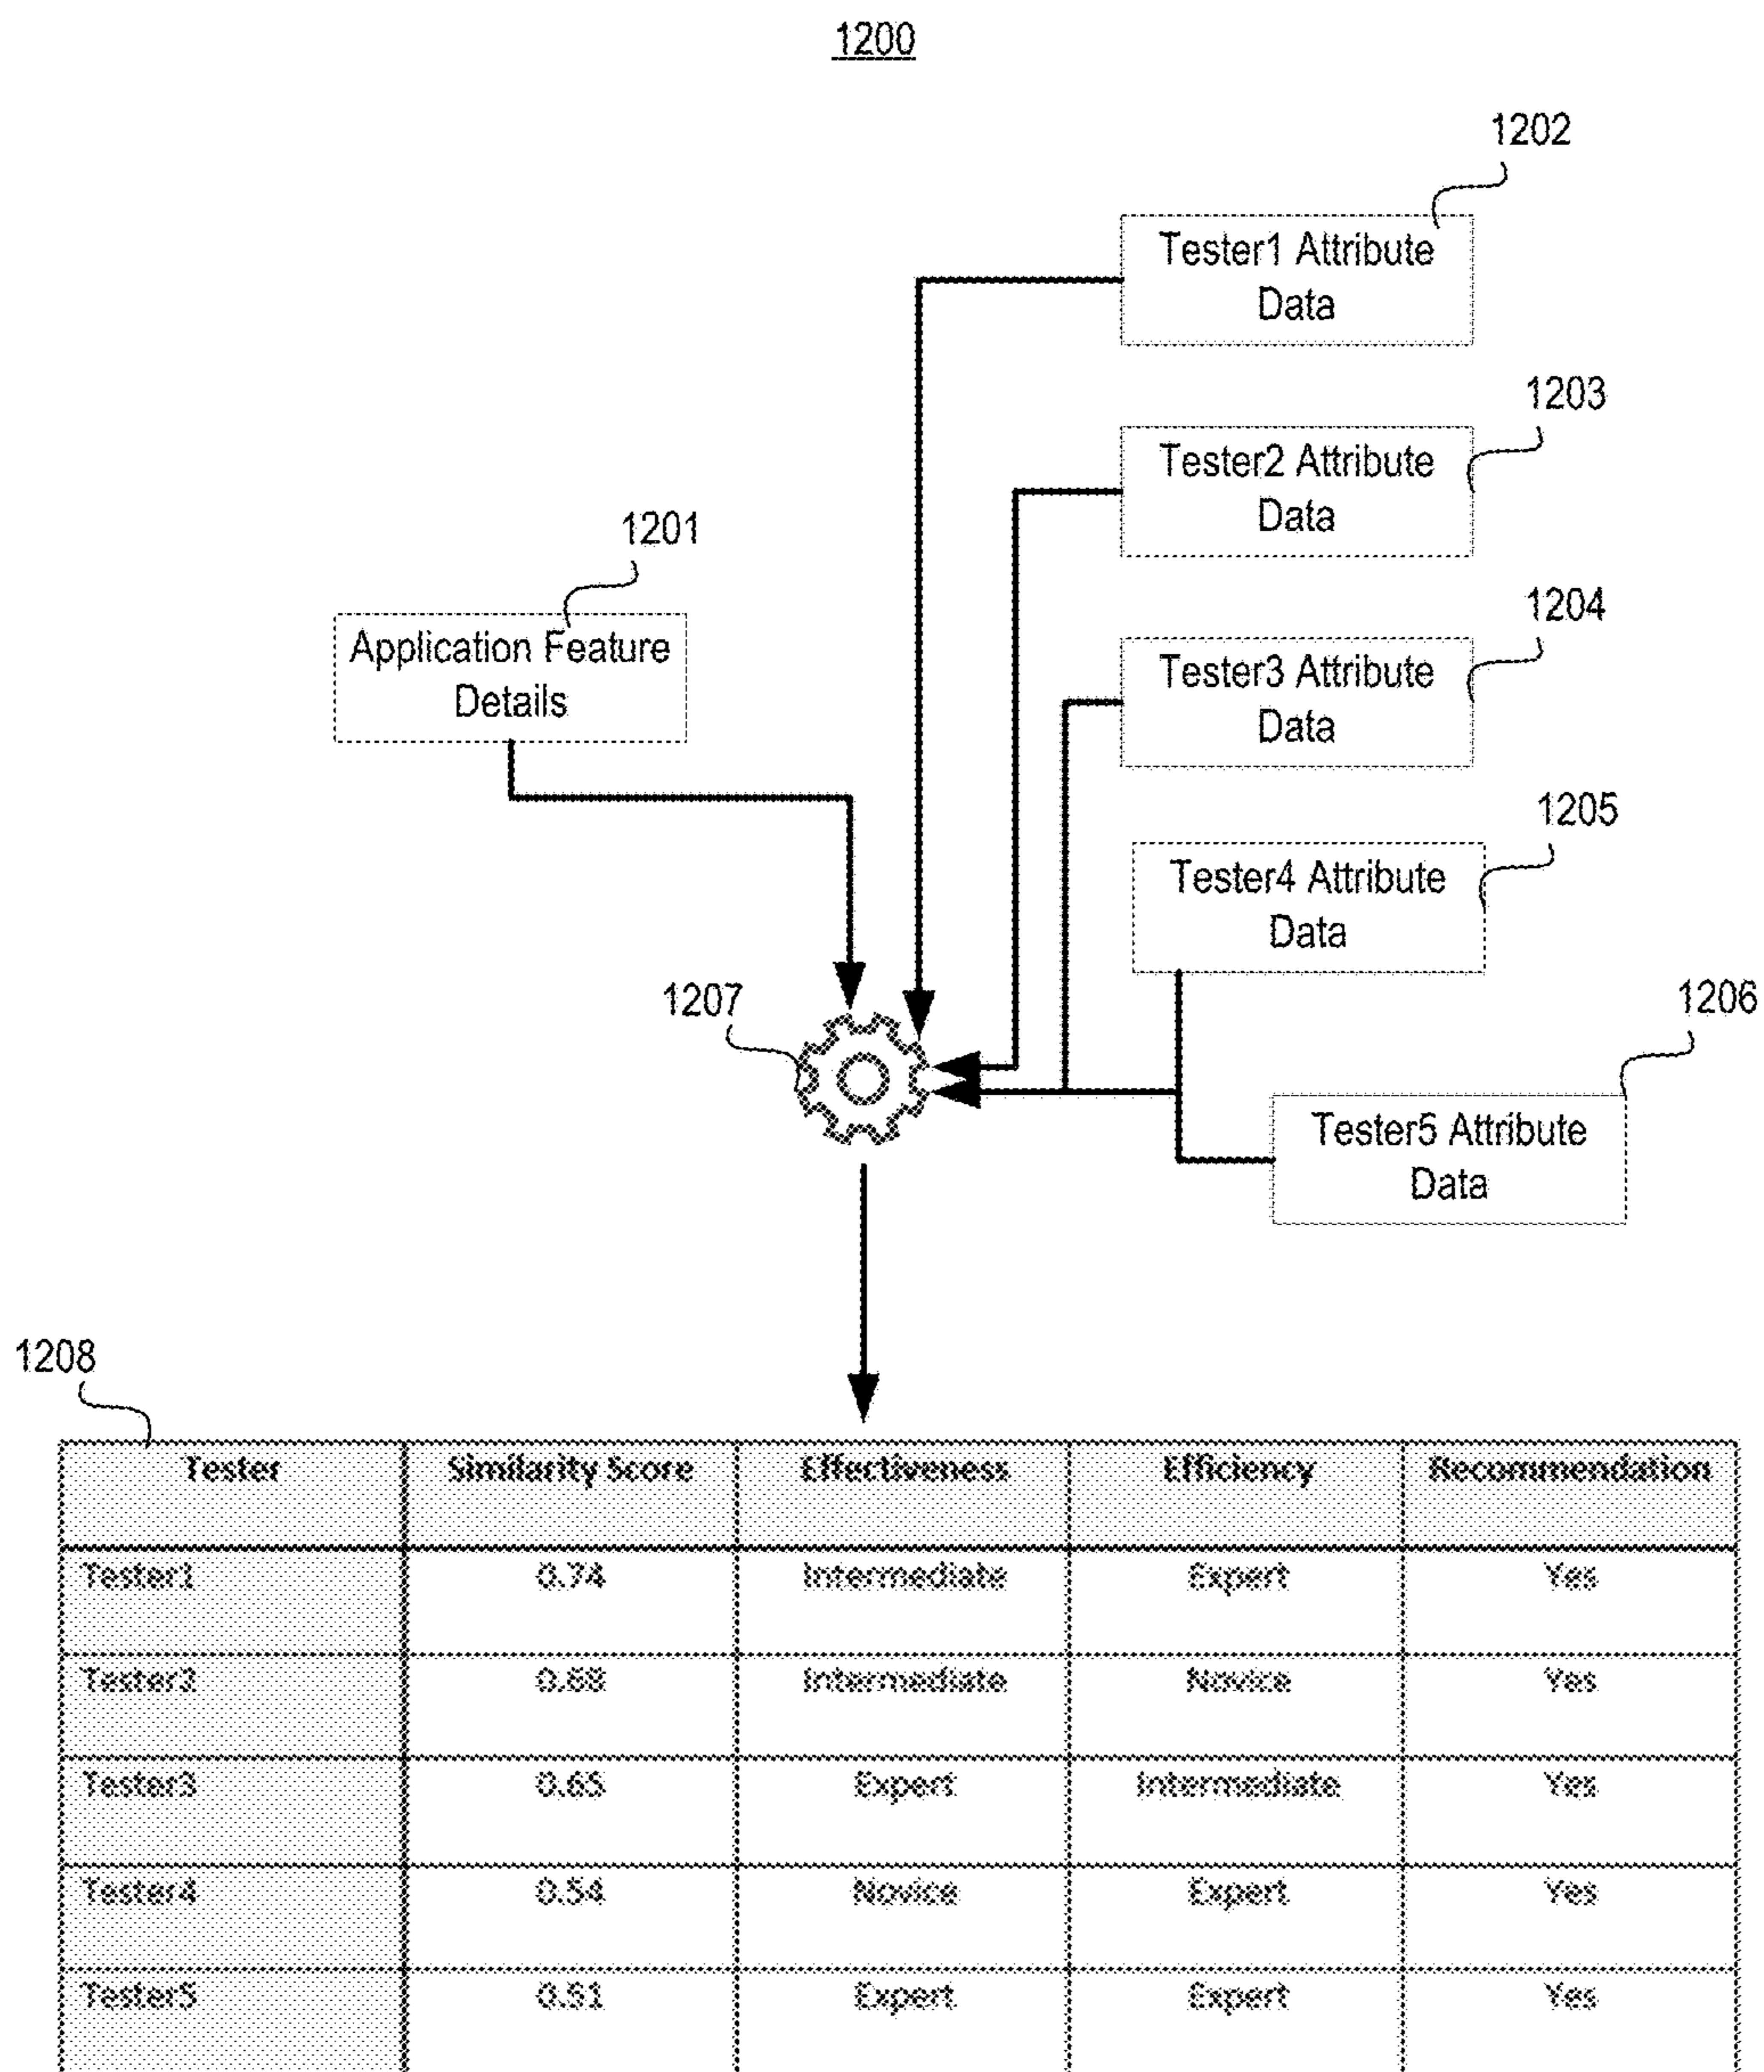 1200
1202
Tester1 Attribute
Data
1203
Tester2 Attribute
Data
1201
Application Feature
Details
1204
Tester3 Attribute
Data
1205
Tester4 Attribute
Data
1207
1206
Tester5 Attribute
Data
1208
Tester Similarity Score Effectiveness Efficiency Recommendation
Tester1 0.74 Intermediate Expert Yes
Tester2 0.68 Intermediate Novice Yes
Tester3 0.65 Expert Intermediate Yes
Tester4 0.54 Novice Expert Yes
Tester5 0.51 Expert Expert Yes